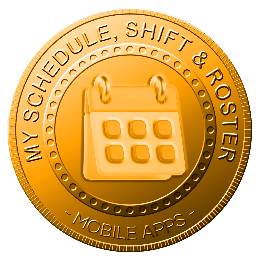 MY SCHEDULE, SHIFT & ROSTER
- MOBILE APPS -